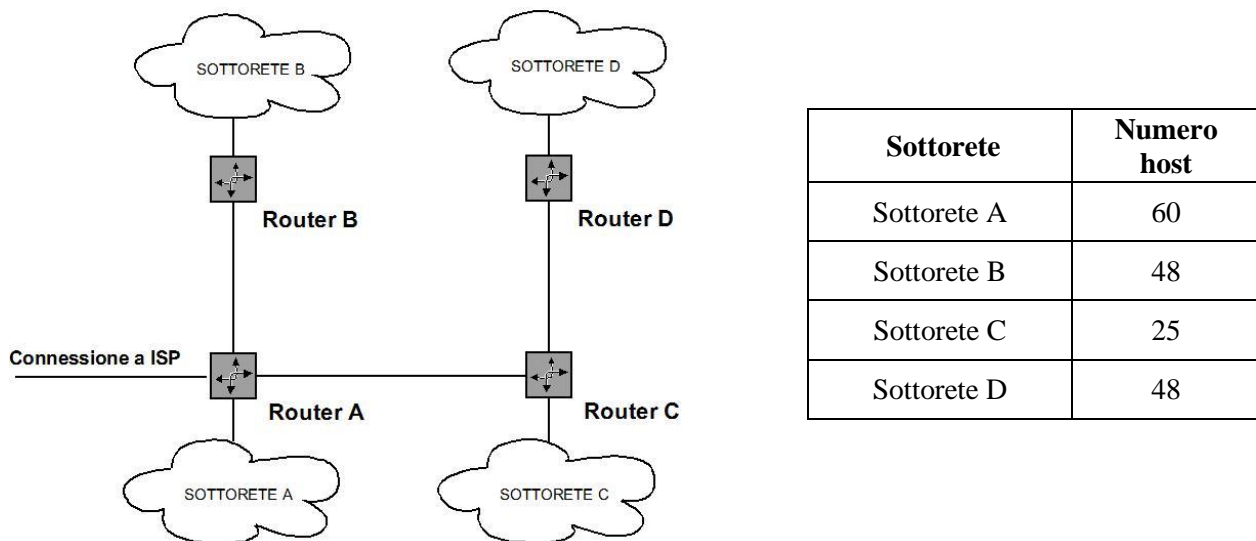 SOTTORETE B
SOTTORETE D
Router B
Router D
Connessione a ISP
Router A
Router C
SOTTORETE A
SOTTORETE C
Sottorete
Numero
host
Sottorete A
60
Sottorete B
48
Sottorete C
25
Sottorete D
48